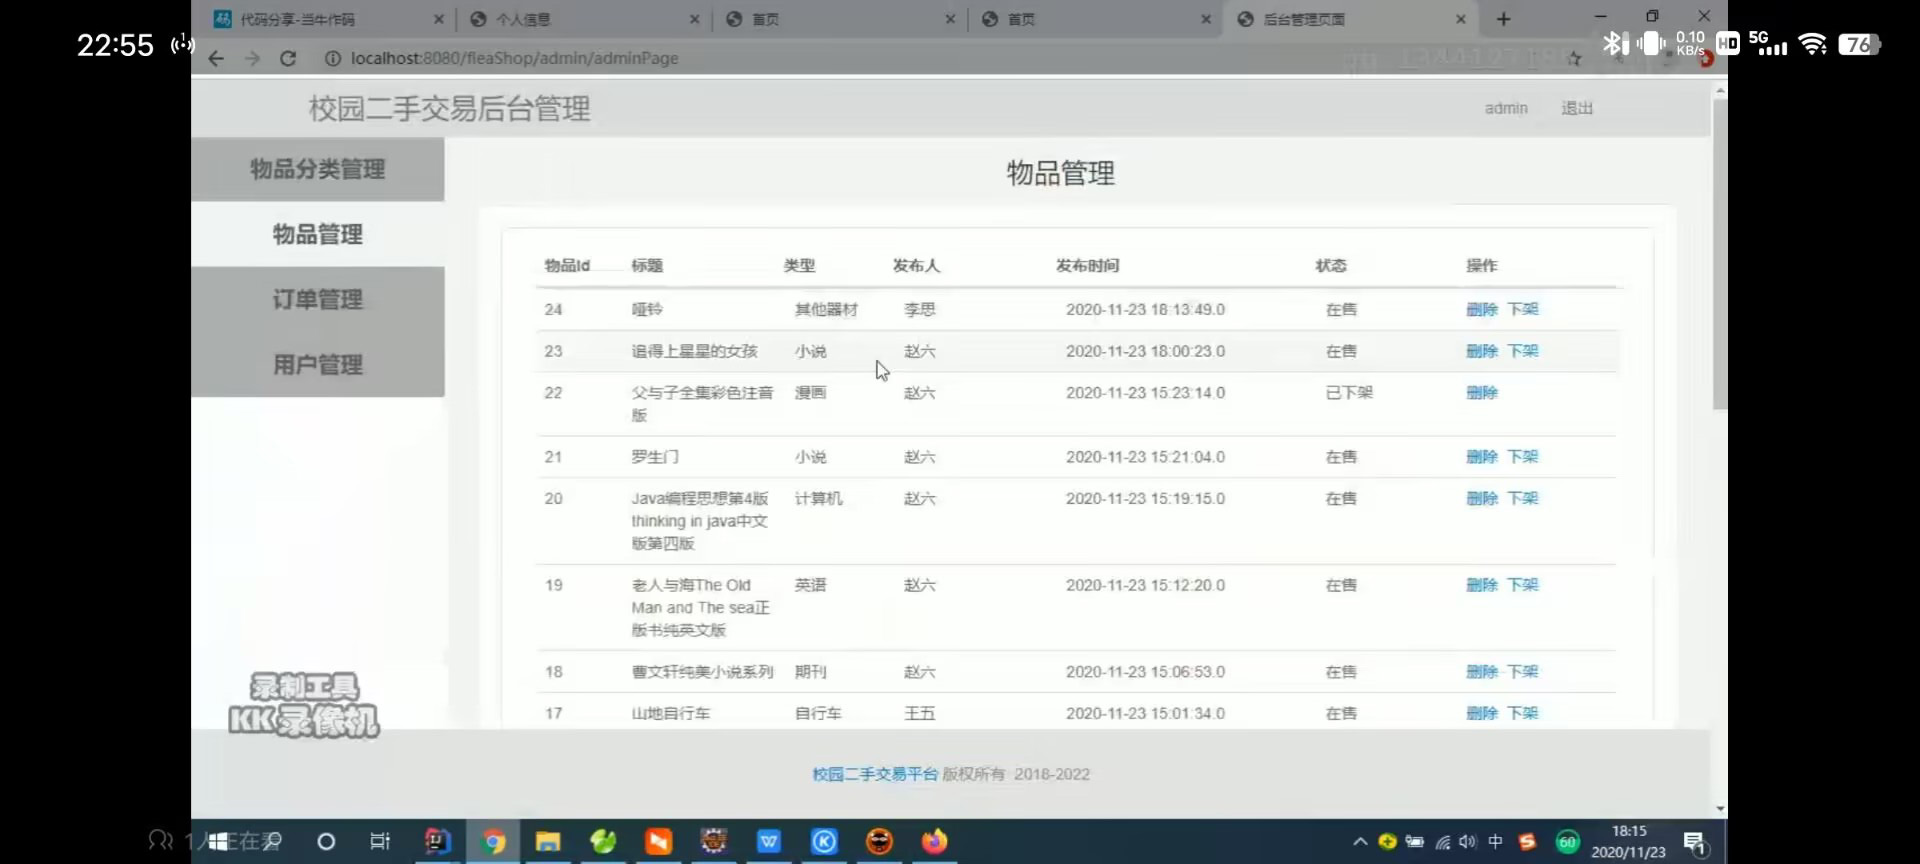 22:55
0.10 KB/s HD 5G 76
代码分享-当牛作码
个人信息
首页
首页
后台管理页面
localhost:8080/fleaShop/admin/adminPage
校园二手交易后台管理
admin 退出
物品分类管理
物品管理
订单管理
用户管理
物品管理
物品Id 标题 类型 发布人 发布时间 状态 操作
24 哑铃 其他器材 李思 2020-11-23 18:13:49.0 在售 删除 下架
23 追得上星星的女孩 小说 赵六 2020-11-23 18:00:23.0 在售 删除 下架
22 父与子全集彩色注音 漫画 赵六 2020-11-23 15:23:14.0 已下架 删除
版
21 罗生门 小说 赵六 2020-11-23 15:21:04.0 在售 删除 下架
20 Java编程思想第4版 计算机 赵六 2020-11-23 15:19:15.0 在售 删除 下架
thinking in java中文
版第四版
19 老人与海The Old 英语 赵六 2020-11-23 15:12:20.0 在售 删除 下架
Man and The sea正
版书纯英文版
18 曹文轩纯美小说系列 期刊 赵六 2020-11-23 15:06:53.0 在售 删除 下架
17 山地自行车 自行车 王五 2020-11-23 15:01:34.0 在售 删除 下架
录制工具
KK录像机
校园二手交易平台 版权所有 2018-2022
中 60 18:15
2020/11/23